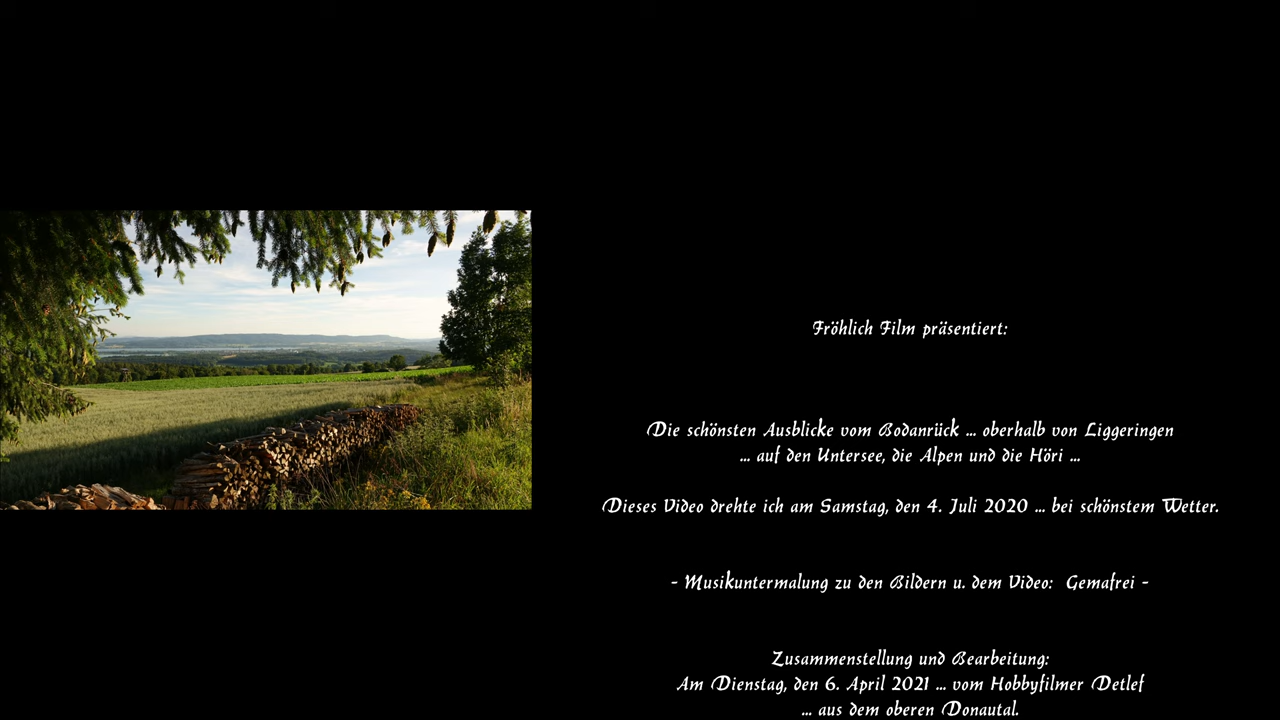 Fröhlich Film präsentiert:
Die schönsten Ausblicke vom Bodanrück ... oberhalb von Liggeringen
... auf den Untersee, die Alpen und die Höri ...
Dieses Video drehte ich am Samstag, den 4. Juli 2020 ... bei schönstem Wetter.
- Musikuntermalung zu den Bildern u. dem Video:  Gemafrei -
Zusammenstellung und Bearbeitung:
Am Dienstag, den 6. April 2021 ... vom Hobbyfilmer Detlef
... aus dem oberen Donautal.